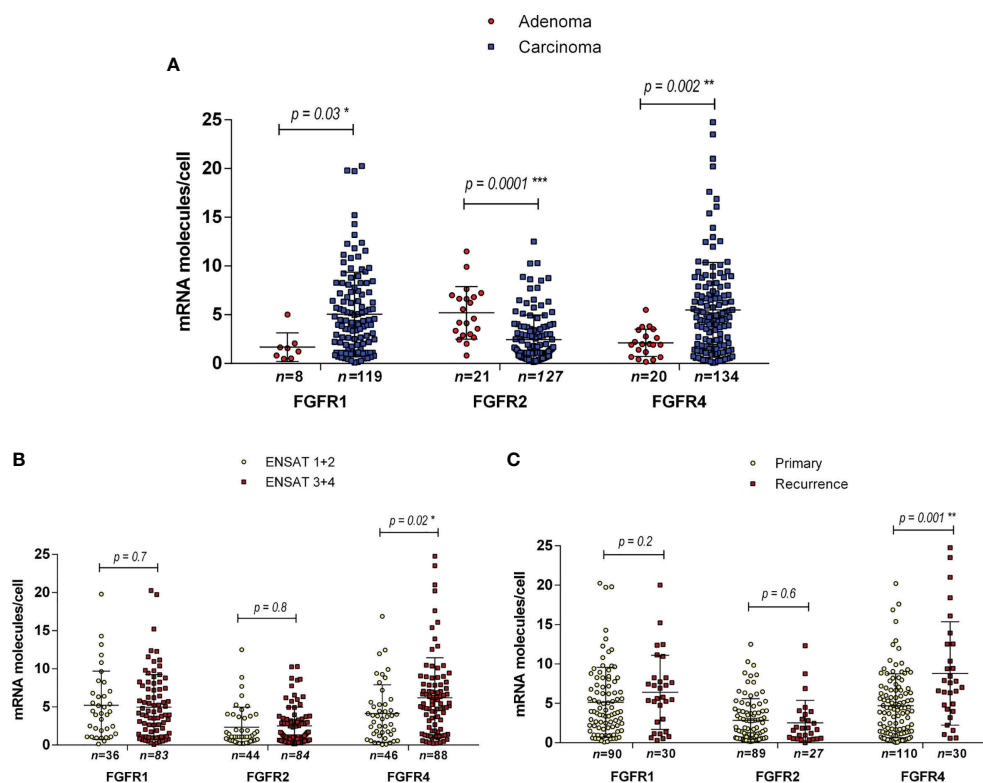 Adenoma
Carcinoma
A
p = 0.03 *
p = 0.0001 ***
p = 0.002 **
mRNA molecules/cell
25
20
15
10
5
0
n=8 n=119 n=21 n=127 n=20 n=134
FGFR1 FGFR2 FGFR4
B
ENSAT 1+2
ENSAT 3+4
p = 0.7
p = 0.8
p = 0.02 *
mRNA molecules/cell
25
20
15
10
5
0
n=36 n=83 n=44 n=84 n=46 n=88
FGFR1 FGFR2 FGFR4
C
Primary
Recurrence
p = 0.2
p = 0.6
p = 0.001 **
mRNA molecules/cell
25
20
15
10
5
0
n=90 n=30 n=89 n=27 n=110 n=30
FGFR1 FGFR2 FGFR4